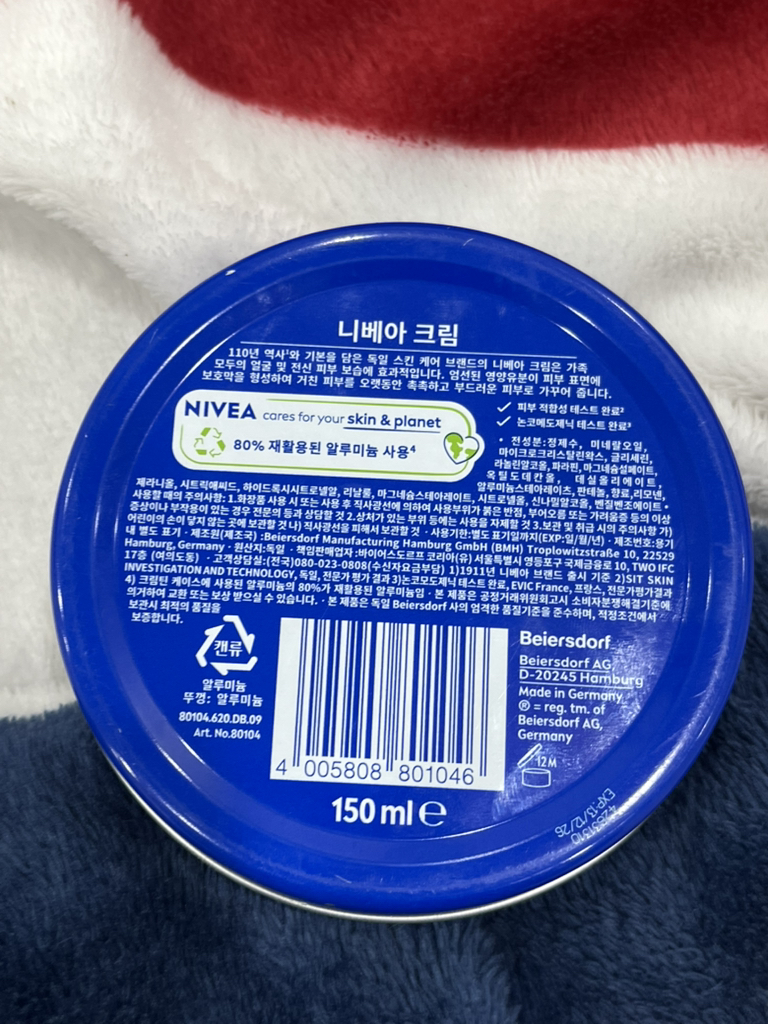 니베아 크림
110년 역사¹와 기본을 담은 독일 스킨 케어 브랜드의 니베아 크림은 가족
모두의 얼굴 및 전신 피부 보습에 효과적입니다. 엄선된 영양유분이 피부 표면에
보호막을 형성하여 거친 피부를 오랫동안 촉촉하고 부드러운 피부로 가꾸어 줍니다.
NIVEA cares for your skin & planet
80% 재활용된 알루미늄 사용⁴
✓ 피부 적합성 테스트 완료²
✓ 논코메도제닉 테스트 완료³
• 전성분:정제수, 미네랄오일,
마이크로크리스탈린왁스, 글리세린,
라놀린알코올, 파라핀, 마그네슘설페이트,
옥틸도데칸올, 데실올리에이트,
알루미늄스테아레이츠, 판테놀, 향료,리모넨,
제라니올, 시트릭애씨드, 하이드록시시트로넬알, 리날룰, 마그네슘스테아레이트, 시트로넬올, 신나밀알코올, 벤질벤조에이트 •
사용할 때의 주의사항: 1.화장품 사용 시 또는 사용 후 직사광선에 의하여 사용부위가 붉은 반점, 부어오름 또는 가려움증 등의 이상
증상이나 부작용이 있는 경우 전문의 등과 상담할 것 2.상처가 있는 부위 등에는 사용을 자제할 것 3.보관 및 취급 시의 주의사항 가)
어린이의 손이 닿지 않는 곳에 보관할 것 나) 직사광선을 피해서 보관할 것 • 사용기한:별도 표기일까지(EXP:일/월/년) • 제조번호:용기
내 별도 표기 • 제조원(제조국) :Beiersdorf Manufacturing Hamburg GmbH (BMH) Troplowitzstraße 10, 22529
Hamburg, Germany • 원산지:독일 • 책임판매업자:바이어스도르프 코리아(유) 서울특별시 영등포구 국제금융로 10, TWO IFC
17층 (여의도동) • 고객상담실:(전국)080-023-0808(수신자요금부담) 1)1911년 니베아 브랜드 출시 기준 2)SIT SKIN
INVESTIGATION AND TECHNOLOGY, 독일, 전문가 평가 결과 3)논코모도제닉 테스트 완료, EVIC France, 프랑스, 전문가평가결과
4) 크림틴 케이스에 사용된 알루미늄의 80%가 재활용된 알루미늄임 • 본 제품은 공정거래위원회고시 소비자분쟁해결기준에
의거하여 교환 또는 보상 받으실 수 있습니다. • 본 제품은 독일 Beiersdorf 사의 엄격한 품질기준을 준수하며, 적정조건에서
보관시 최적의 품질을
보증합니다.
캔류
알루미늄
뚜껑: 알루미늄
80104.620.DB.09
Art. No.80104
4 005808 801046
Beiersdorf
Beiersdorf AG,
D-20245 Hamburg
Made in Germany
® = reg. tm. of
Beiersdorf AG,
Germany
12M
150 ml ℮
EXP:13/12/26